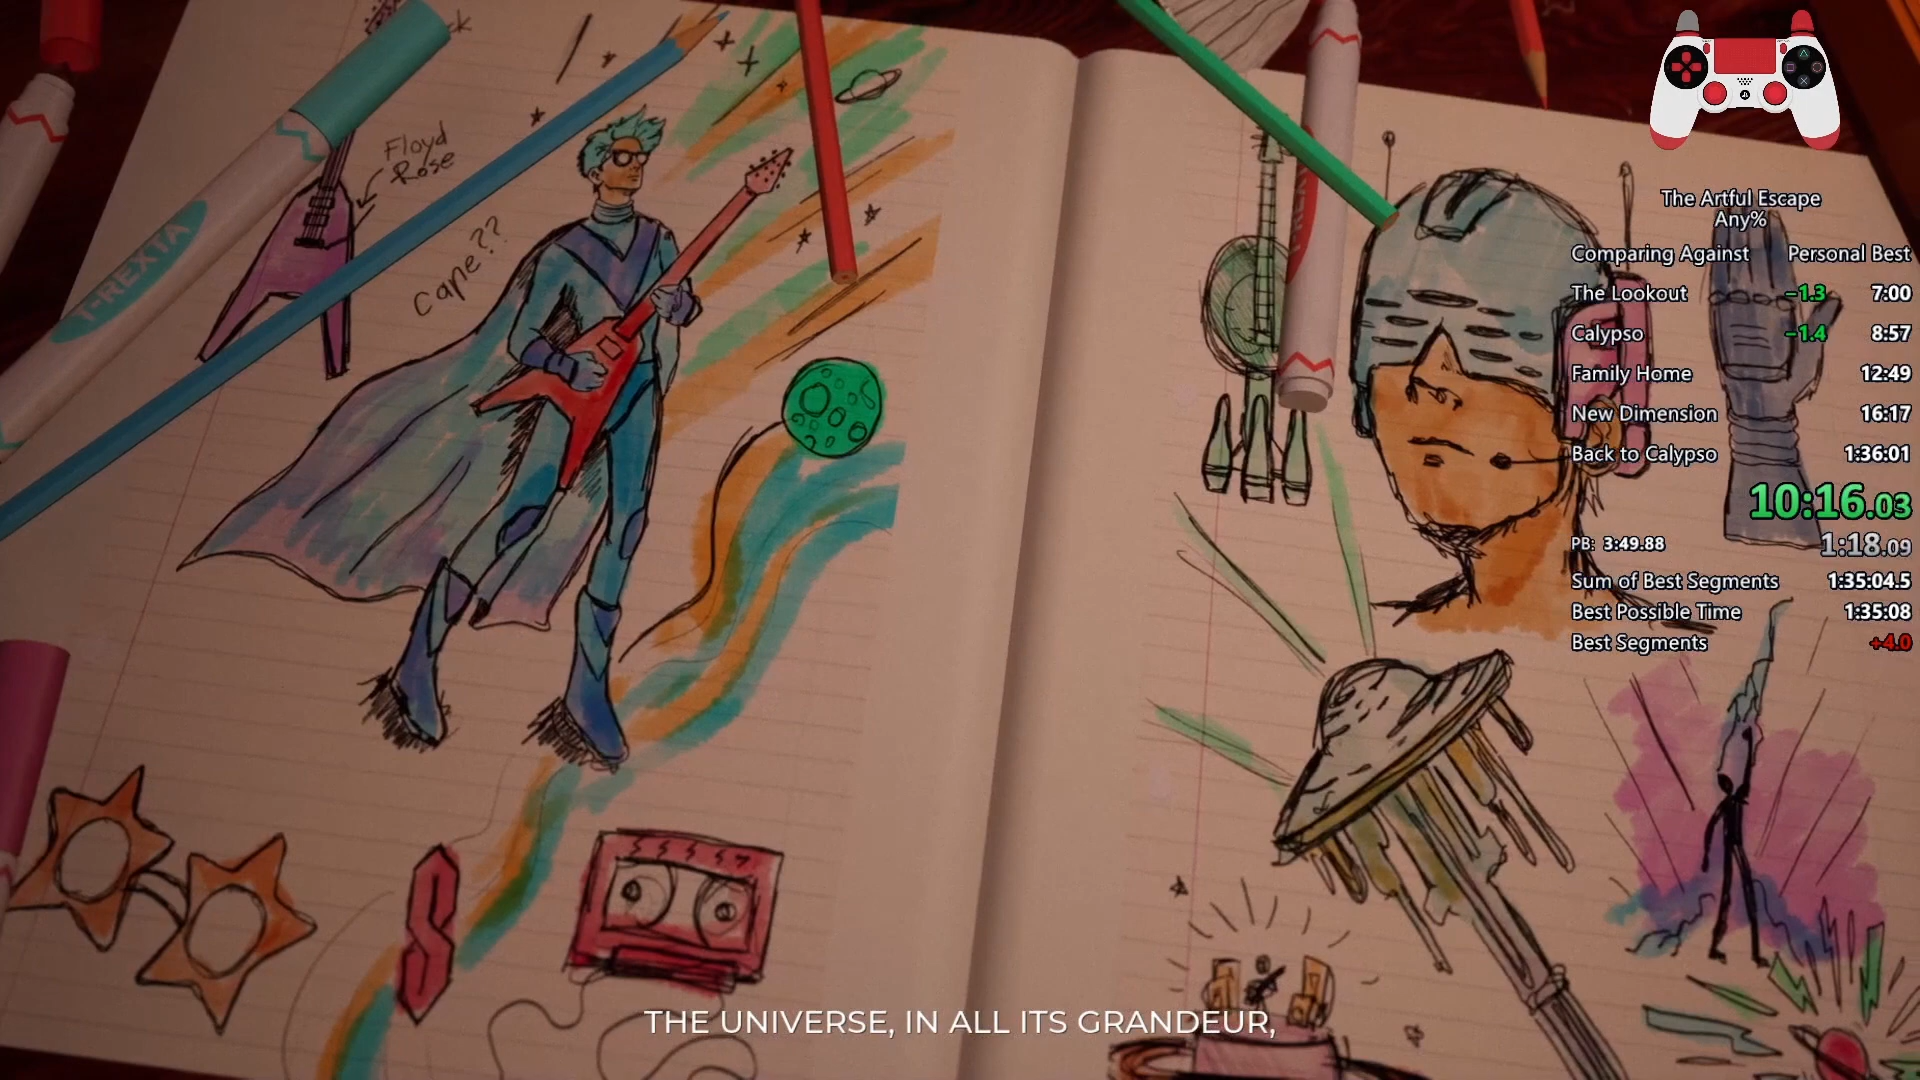 Floyd
Rose
cape??
T-REXTA
The Artful Escape
Any%
Comparing Against Personal Best
The Lookout −1.3 7:00
Calypso −1.4 8:57
Family Home 12:49
New Dimension 16:17
Back to Calypso 1:36:01
10:16.03
PB: 3:49.88 1:18.09
Sum of Best Segments 1:35:04.5
Best Possible Time 1:35:08
Best Segments +4.0
THE UNIVERSE, IN ALL ITS GRANDEUR,